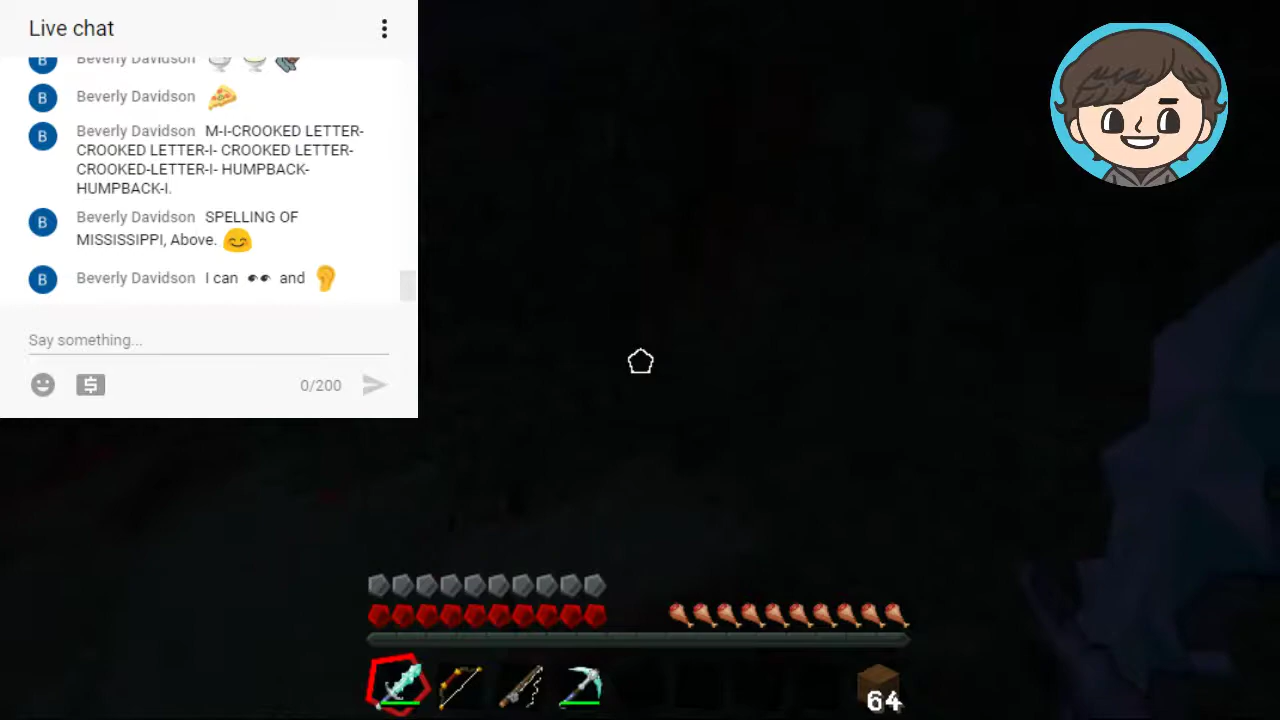 Live chat
B Beverly Davidson
B Beverly Davidson
B Beverly Davidson M-I-CROOKED LETTER-
CROOKED LETTER-I- CROOKED LETTER-
CROOKED-LETTER-I- HUMPBACK-
HUMPBACK-I.
B Beverly Davidson SPELLING OF
MISSISSIPPI, Above.
B Beverly Davidson I can and
Say something...
0/200
64